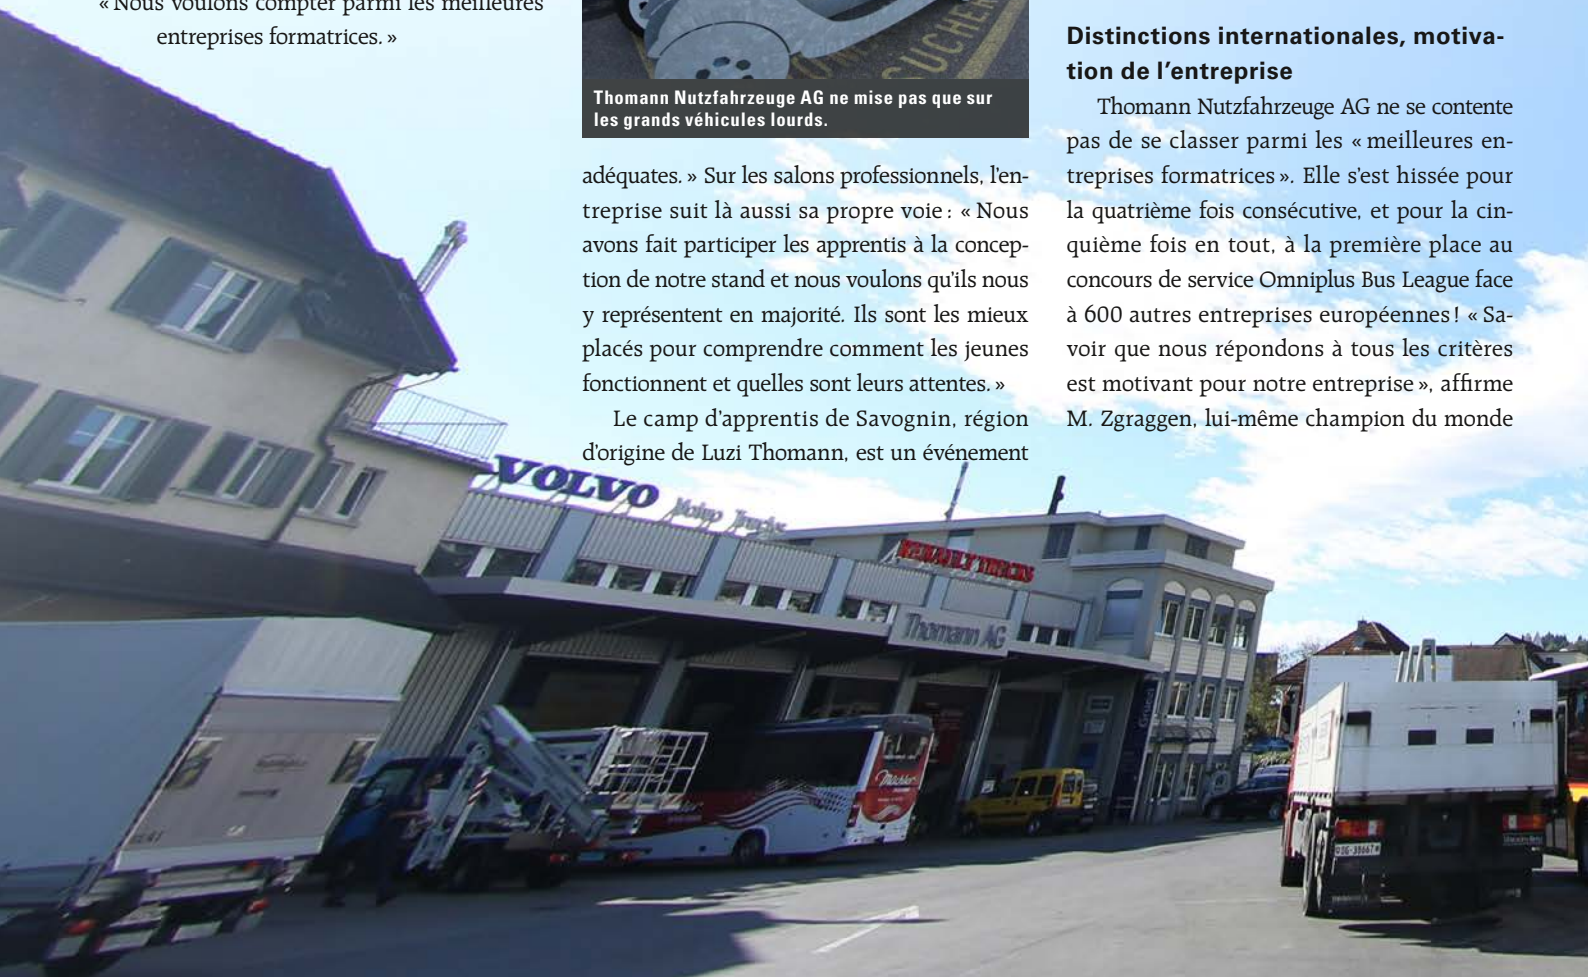 « Nous voulons compter parmi les meilleures
entreprises formatrices. »
Thomann Nutzfahrzeuge AG ne mise pas que sur
les grands véhicules lourds.
adéquates. » Sur les salons professionnels, l'en-
treprise suit là aussi sa propre voie : « Nous
avons fait participer les apprentis à la concep-
tion de notre stand et nous voulons qu'ils nous
y représentent en majorité. Ils sont les mieux
placés pour comprendre comment les jeunes
fonctionnent et quelles sont leurs attentes. »
Le camp d'apprentis de Savognin, région
d'origine de Luzi Thomann, est un événement
Distinctions internationales, motiva-
tion de l'entreprise
Thomann Nutzfahrzeuge AG ne se contente
pas de se classer parmi les « meilleures en-
treprises formatrices ». Elle s'est hissée pour
la quatrième fois consécutive, et pour la cin-
quième fois en tout, à la première place au
concours de service Omniplus Bus League face
à 600 autres entreprises européennes ! « Sa-
voir que nous répondons à tous les critères
est motivant pour notre entreprise », affirme
M. Zgraggen, lui-même champion du monde
VOLVO
Volvo Trucks
RENAULT TRUCKS
Thomann AG